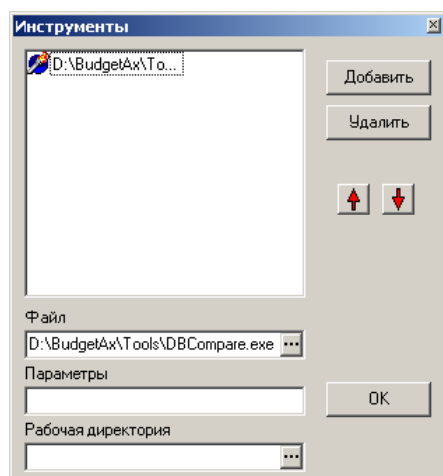 Инструменты
D:\BudgetAx\To...
Добавить
Удалить
Файл
D:\BudgetAx\Tools\DBCompare.exe ...
Параметры
OK
Рабочая директория
...